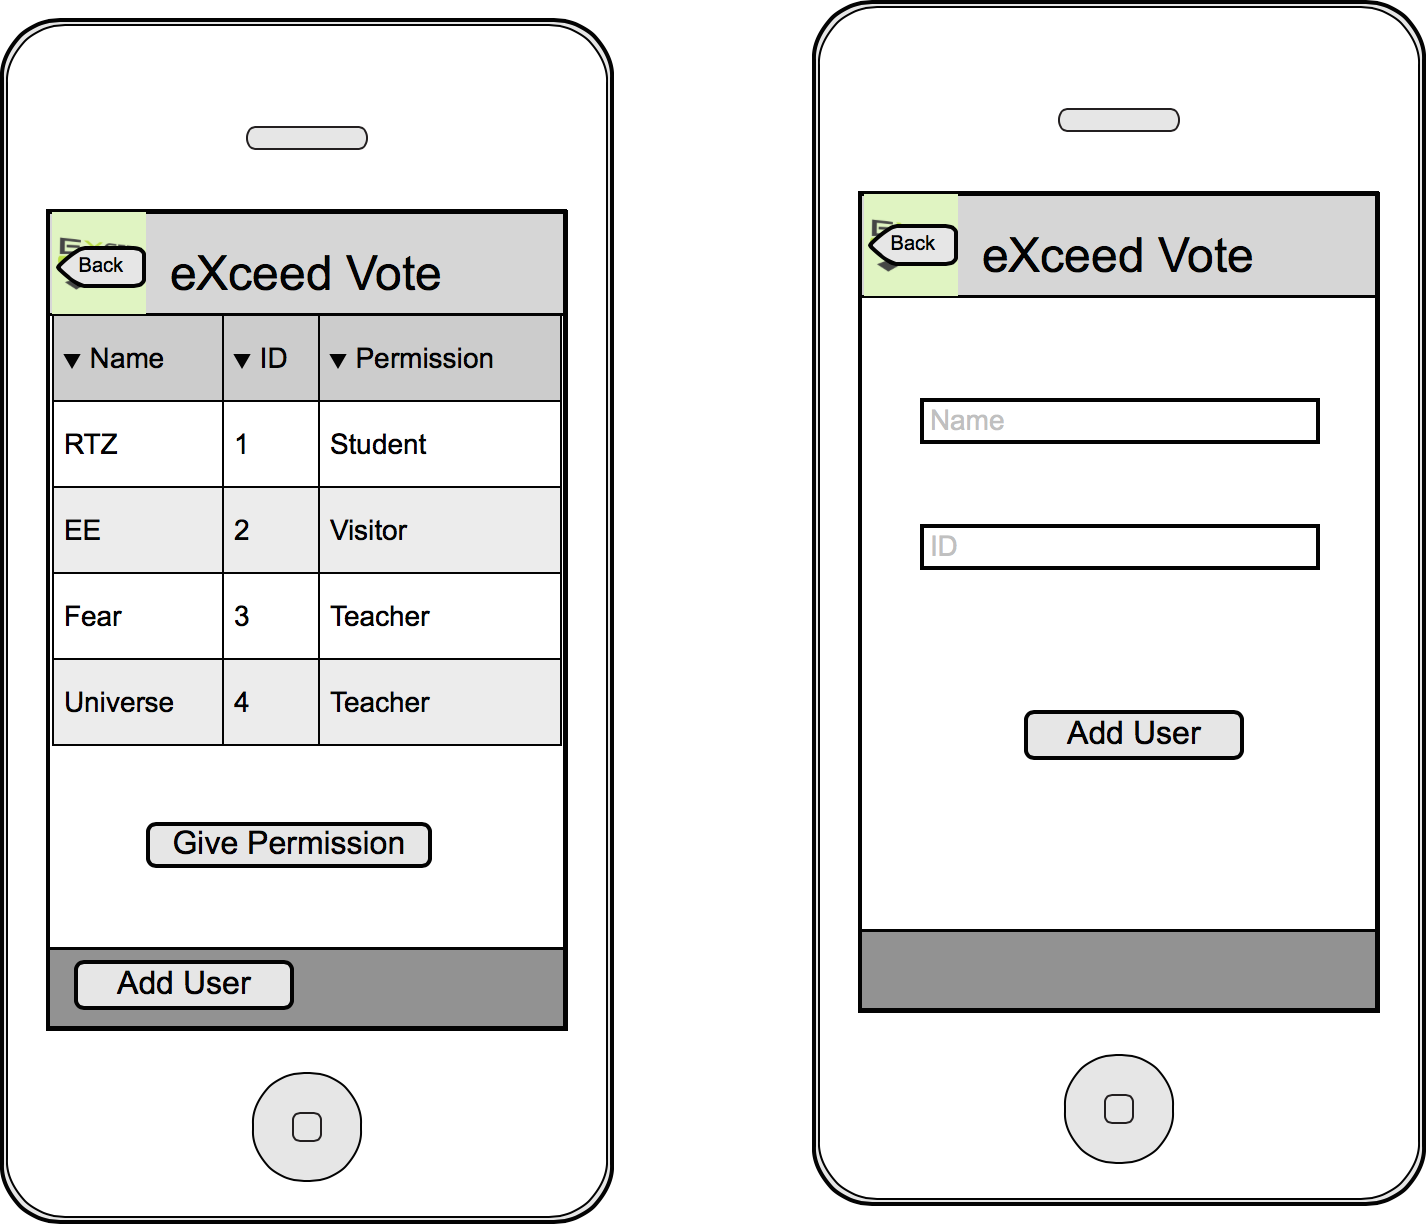 Back
eXceed Vote
Name ID Permission
RTZ 1 Student
EE 2 Visitor
Fear 3 Teacher
Universe 4 Teacher
Give Permission
Add User
Back
eXceed Vote
Name
ID
Add User